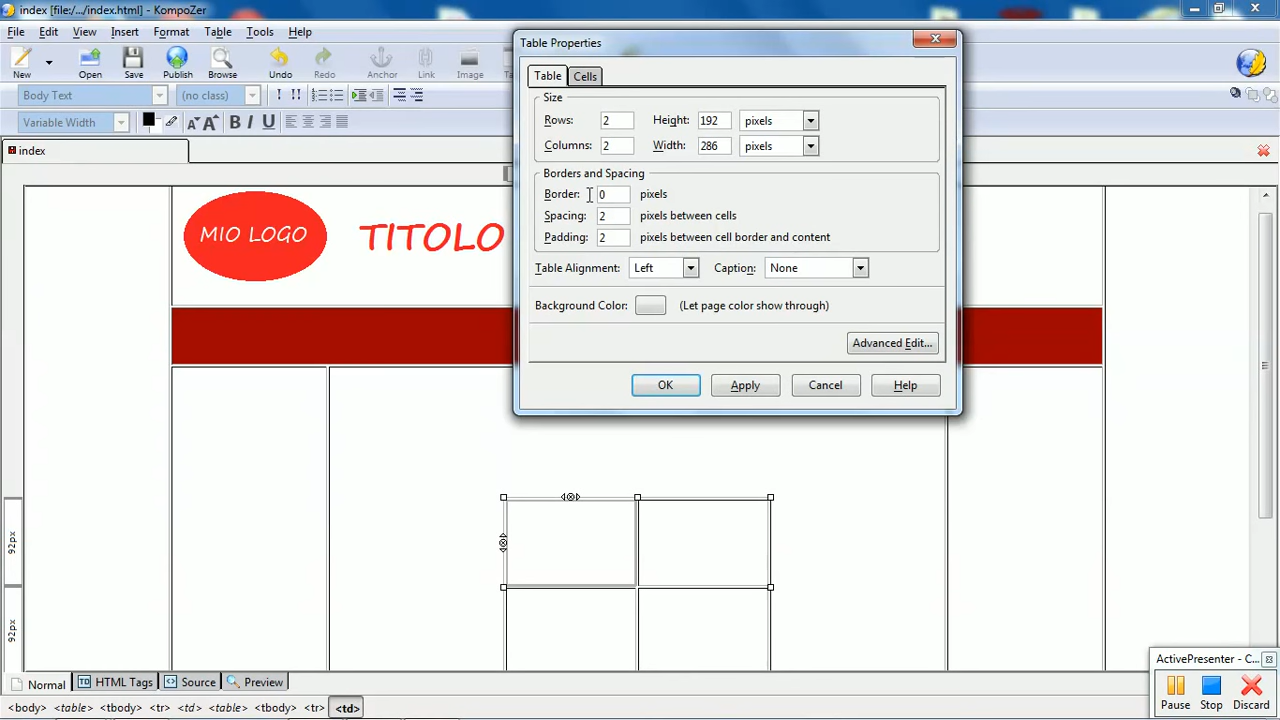 index [file:/.../index.html] - KompoZer
File Edit View Insert Format Table Tools Help
New Open Save Publish Browse Undo Redo Anchor Link Image
Body Text (no class)
Variable Width A A B I U
index
MIO LOGO
TITOLO
Table Properties
Table Cells
Size
Rows: 2 Height: 192 pixels
Columns: 2 Width: 286 pixels
Borders and Spacing
Border: 0 pixels
Spacing: 2 pixels between cells
Padding: 2 pixels between cell border and content
Table Alignment: Left Caption: None
Background Color: (Let page color show through)
Advanced Edit...
OK Apply Cancel Help
92px
92px
ActivePresenter - C...
Pause Stop Discard
Normal TD HTML Tags Source Preview
<body> <table> <tbody> <tr> <td> <table> <tbody> <tr> <td>